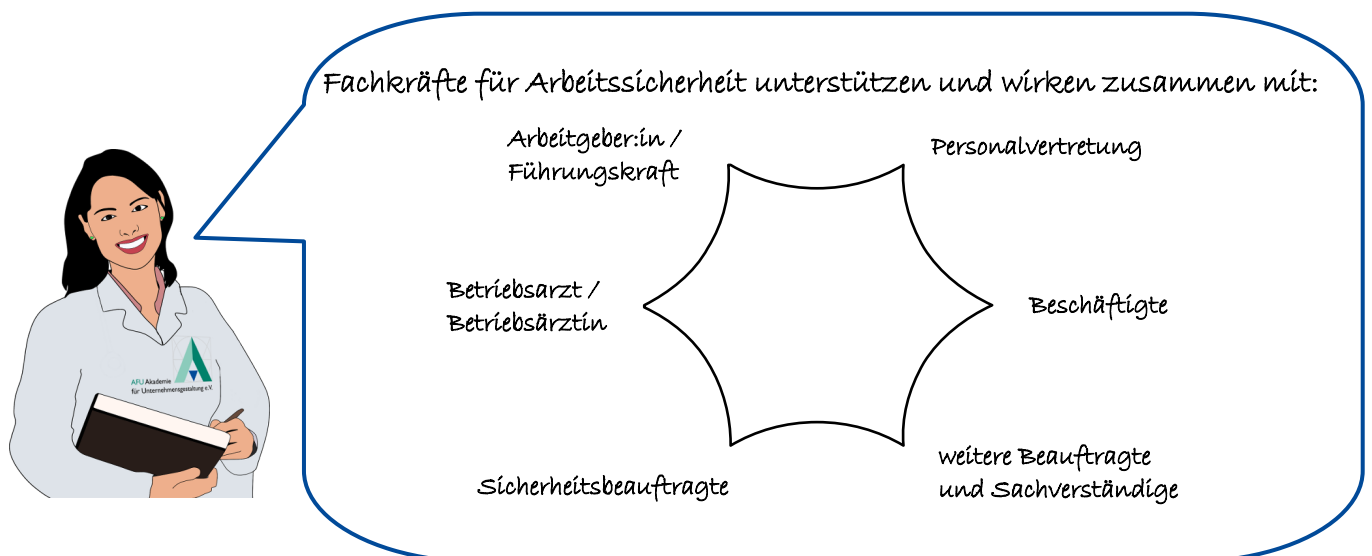 Fachkräfte für Arbeitssicherheit unterstützen und wirken zusammen mit:
Arbeitgeber:in /
Führungskraft
Personalvertretung
Betriebsarzt /
Betriebsärztin
Beschäftigte
Sicherheitsbeauftragte
weitere Beauftragte
und Sachverständige
AFU Akademie
für Unternehmensgestaltung e.V.